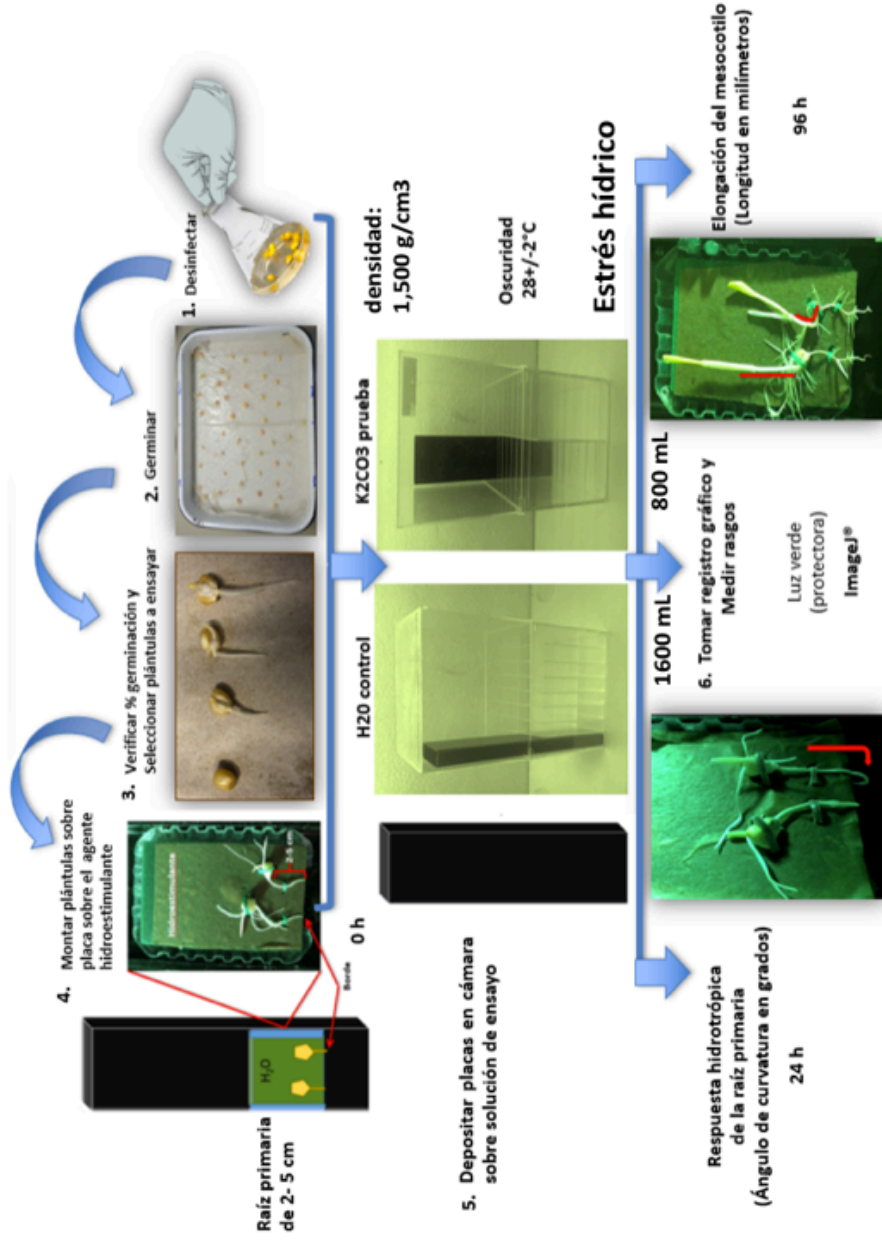 1. Desinfectar
2. Germinar
3. Verificar % germinación y
Seleccionar plántulas a ensayar
4. Montar plántulas sobre
placa sobre el agente
hidroestimulante
Hidroestimulante
2-5 cm
H₂O
Borde
0 h
Raíz primaria
de 2- 5 cm
5. Depositar placas en cámara
sobre solución de ensayo
H20 control
K2CO3 prueba
densidad:
1,500 g/cm3
Oscuridad
28+/-2°C
Estrés hídrico
1600 mL
800 mL
6. Tomar registro gráfico y
Medir rasgos
Luz verde
(protectora)
ImageJ®
Respuesta hidrotrópica
de la raíz primaria
(Ángulo de curvatura en grados)
24 h
Elongación del mesocotilo
(Longitud en milímetros)
96 h